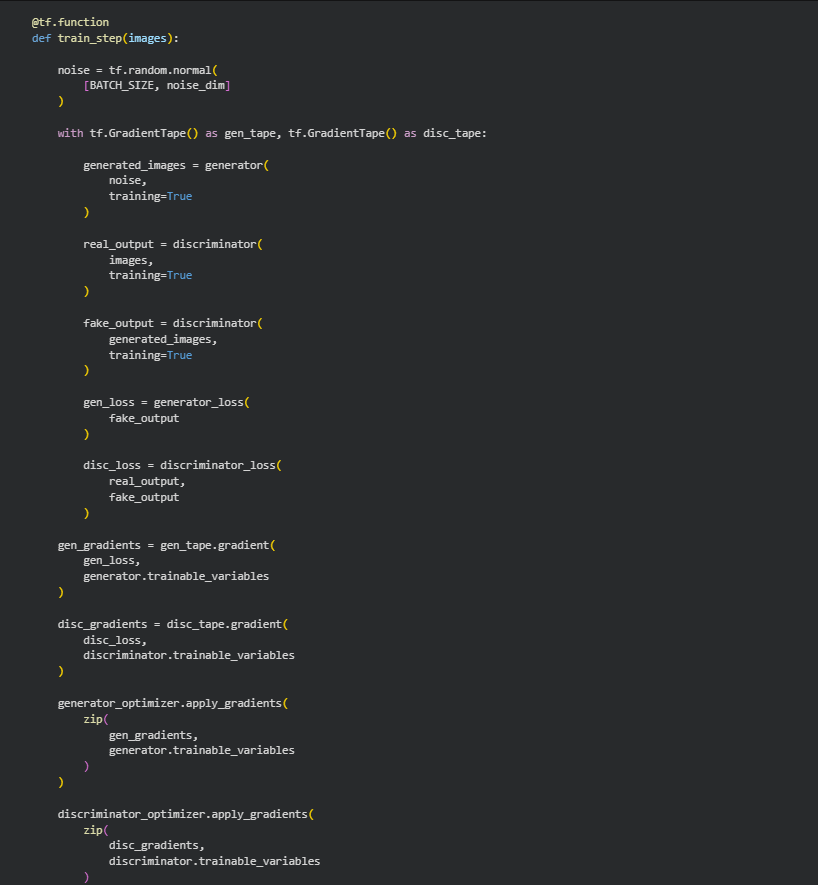 @tf.function
def train_step(images):
    noise = tf.random.normal(
        [BATCH_SIZE, noise_dim]
    )
    with tf.GradientTape() as gen_tape, tf.GradientTape() as disc_tape:
        generated_images = generator(
            noise,
            training=True
        )
        real_output = discriminator(
            images,
            training=True
        )
        fake_output = discriminator(
            generated_images,
            training=True
        )
        gen_loss = generator_loss(
            fake_output
        )
        disc_loss = discriminator_loss(
            real_output,
            fake_output
        )
    gen_gradients = gen_tape.gradient(
        gen_loss,
        generator.trainable_variables
    )
    disc_gradients = disc_tape.gradient(
        disc_loss,
        discriminator.trainable_variables
    )
    generator_optimizer.apply_gradients(
        zip(
            gen_gradients,
            generator.trainable_variables
        )
    )
    discriminator_optimizer.apply_gradients(
        zip(
            disc_gradients,
            discriminator.trainable_variables
        )